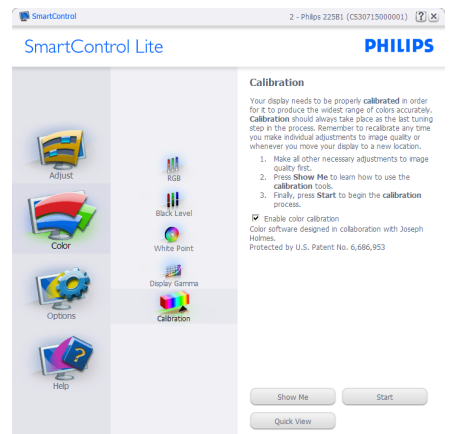 SmartControl
2 - Philips 225B1 (CS30715000001)
SmartControl Lite
PHILIPS
Adjust
Color
Options
Help
RGB
Black Level
White Point
Display Gamma
Calibration
Calibration
Your display needs to be properly calibrated in order
for it to produce the widest range of colors accurately.
Calibration should always take place as the last tuning
step in the process. Remember to recalibrate any time
you make individual adjustments to image quality or
whenever you move your display to a new location.
1. Make all other necessary adjustments to image
quality first.
2. Press Show Me to learn how to use the
calibration tools.
3. Finally, press Start to begin the calibration
process.
Enable color calibration
Color software designed in collaboration with Joseph
Holmes.
Protected by U.S. Patent No. 6,686,953
Show Me
Start
Quick View